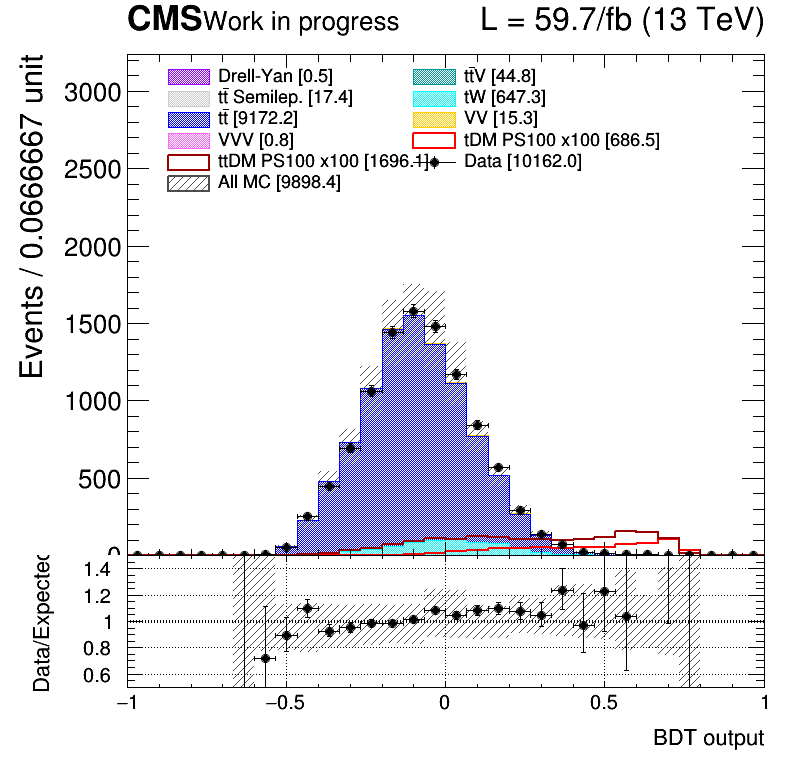 CMS Work in progress L = 59.7/fb (13 TeV)
Events / 0.0666667 unit
3000
2500
2000
1500
1000
500
0
Drell-Yan [0.5] tt̄V [44.8]
tt̄ Semilep. [17.4] tW [647.3]
tt̄ [9172.2] VV [15.3]
VVV [0.8] tDM PS100 x100 [686.5]
ttDM PS100 x100 [1696.1] Data [10162.0]
All MC [9898.4]
Data/Expected
1.4
1.2
1
0.8
0.6
−1 −0.5 0 0.5 1
BDT output